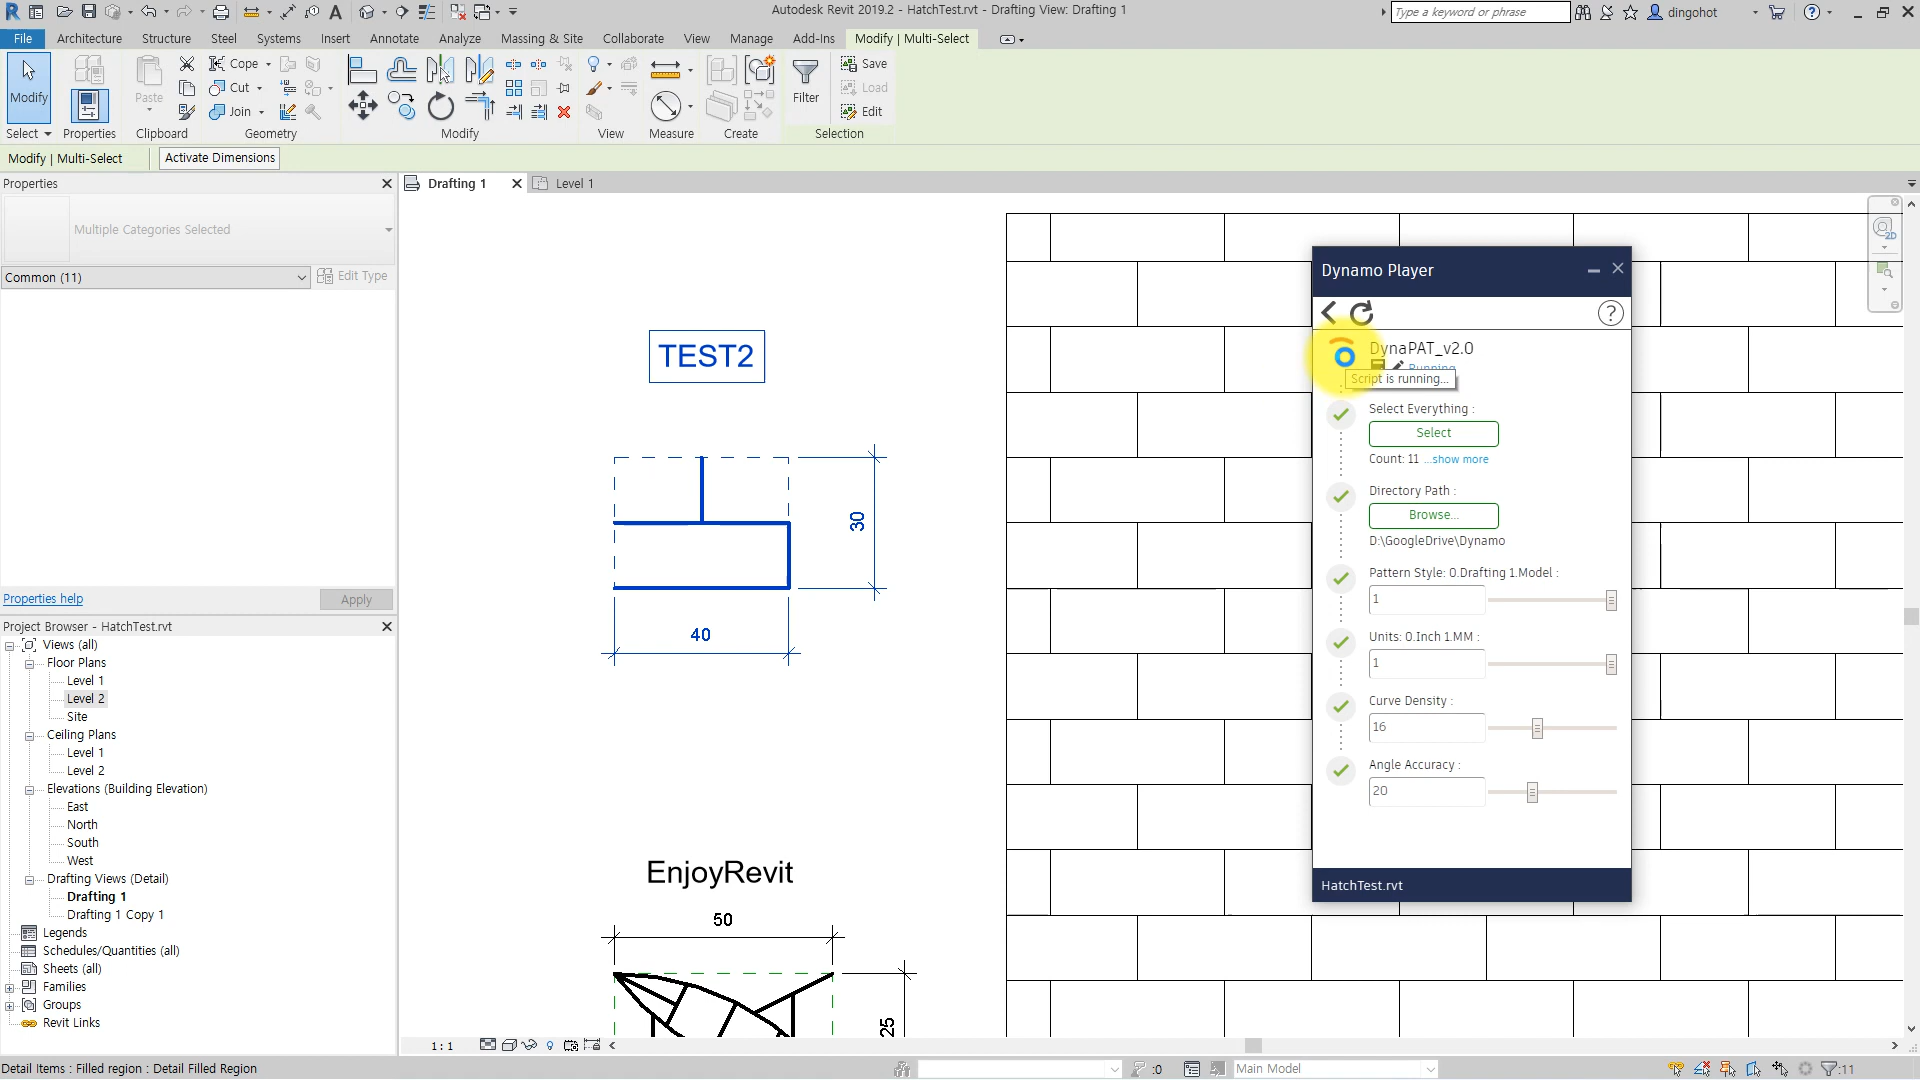 Autodesk Revit 2019.2 - HatchTest.rvt - Drafting View: Drafting 1
Type a keyword or phrase
dingohot
File
Architecture
Structure
Steel
Systems
Insert
Annotate
Analyze
Massing & Site
Collaborate
View
Manage
Add-Ins
Modify | Multi-Select
Modify
Paste
Cope
Cut
Join
Filter
Save
Load
Edit
Select
Properties
Clipboard
Geometry
Modify
View
Measure
Create
Selection
Modify | Multi-Select
Activate Dimensions
Properties
Multiple Categories Selected
Common (11)
Edit Type
Properties help
Apply
Project Browser - HatchTest.rvt
Views (all)
Floor Plans
Level 1
Level 2
Site
Ceiling Plans
Level 1
Level 2
Elevations (Building Elevation)
East
North
South
West
Drafting Views (Detail)
Drafting 1
Drafting 1 Copy 1
Legends
Schedules/Quantities (all)
Sheets (all)
Families
Groups
Revit Links
Drafting 1
Level 1
TEST2
30
40
EnjoyRevit
50
25
Dynamo Player
DynaPAT_v2.0
Running
Script is running...
Select Everything :
Select
Count: 11 ...show more
Directory Path :
Browse...
D:\GoogleDrive\Dynamo
Pattern Style: 0.Drafting 1.Model :
1
Units: 0.Inch 1.MM :
1
Curve Density :
16
Angle Accuracy :
20
HatchTest.rvt
1 : 1
Detail Items : Filled region : Detail Filled Region
:0
Main Model
:11